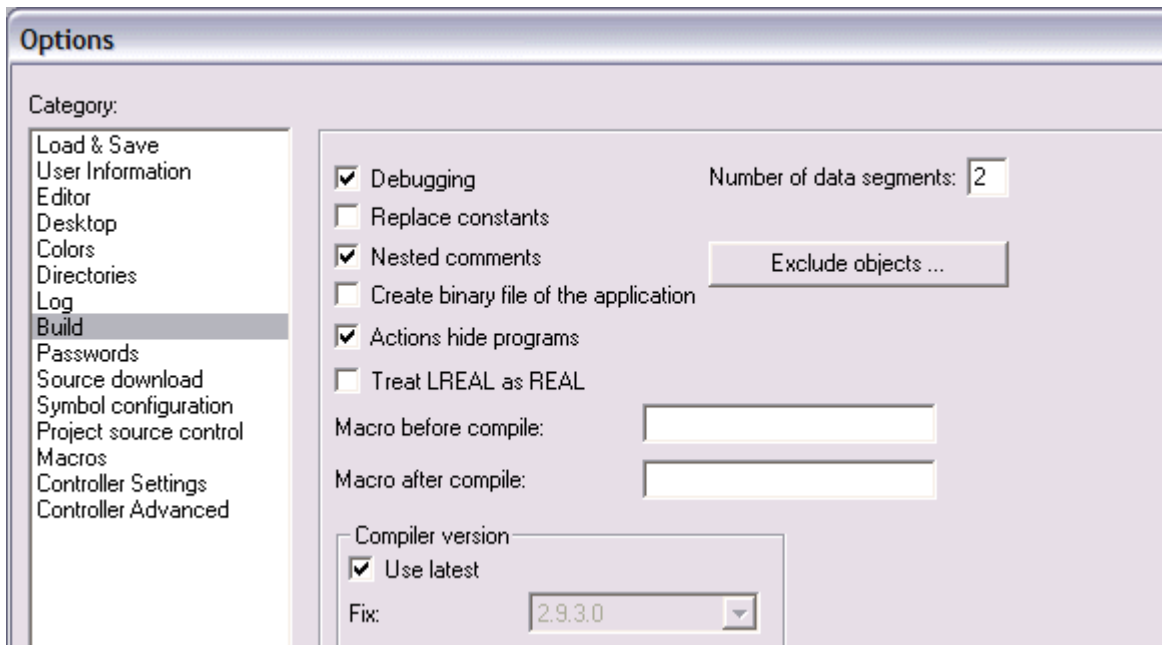 Options
Category:
Load & Save
User Information
Editor
Desktop
Colors
Directories
Log
Build
Passwords
Source download
Symbol configuration
Project source control
Macros
Controller Settings
Controller Advanced
Debugging
Number of data segments: 2
Replace constants
Nested comments
Exclude objects ...
Create binary file of the application
Actions hide programs
Treat LREAL as REAL
Macro before compile:
Macro after compile:
Compiler version
Use latest
Fix: 2.9.3.0